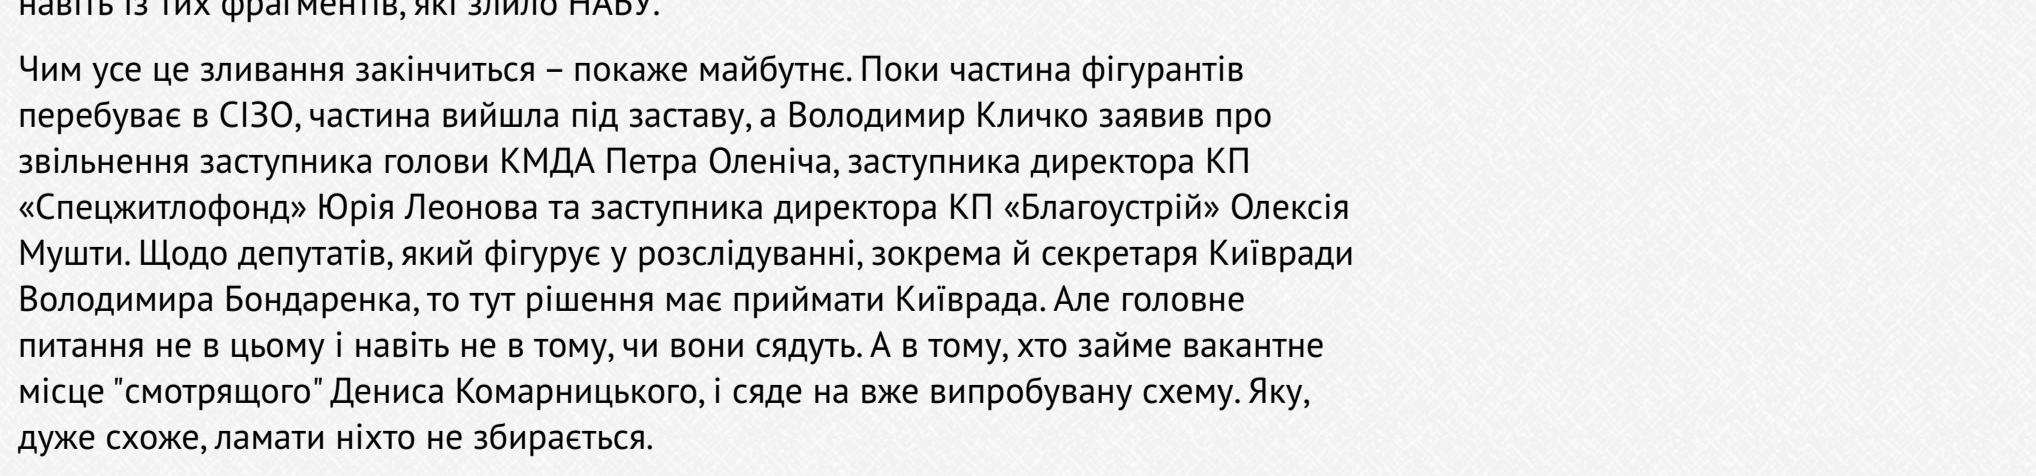 навіть із тих фрагментів, які злило НАБУ.
Чим усе це зливання закінчиться – покаже майбутнє. Поки частина фігурантів
перебуває в СІЗО, частина вийшла під заставу, а Володимир Кличко заявив про
звільнення заступника голови КМДА Петра Оленіча, заступника директора КП
«Спецжитлофонд» Юрія Леонова та заступника директора КП «Благоустрій» Олексія
Мушти. Щодо депутатів, який фігурує у розслідуванні, зокрема й секретаря Київради
Володимира Бондаренка, то тут рішення має приймати Київрада. Але головне
питання не в цьому і навіть не в тому, чи вони сядуть. А в тому, хто займе вакантне
місце "смотрящого" Дениса Комарницького, і сяде на вже випробувану схему. Яку,
дуже схоже, ламати ніхто не збирається.